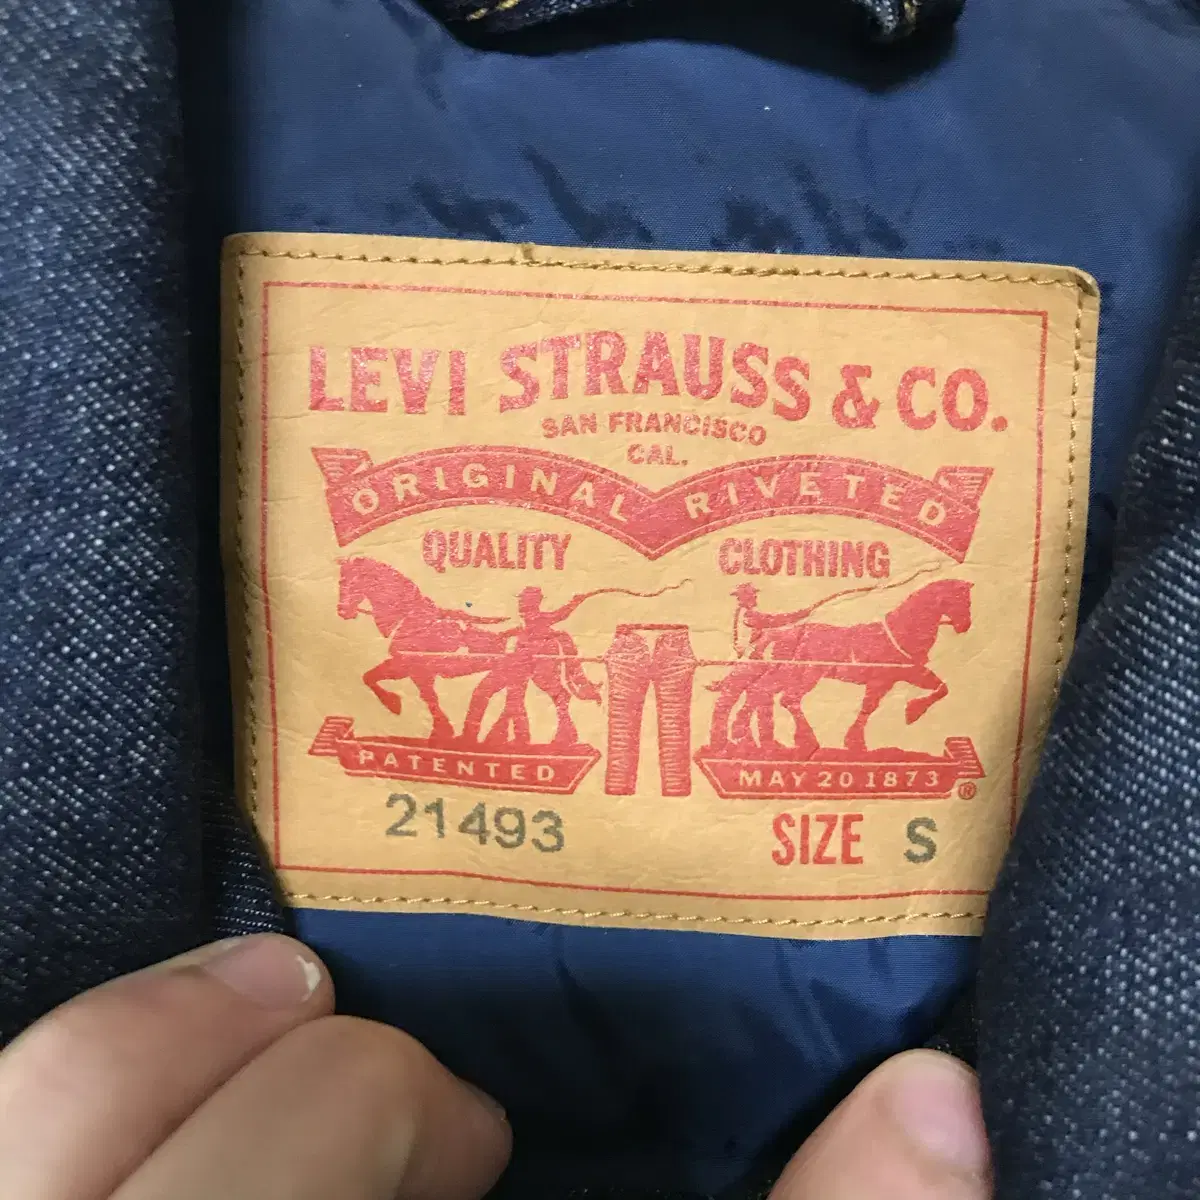 LEVI STRAUSS & CO.
SAN FRANCISCO
CAL.
ORIGINAL RIVETED
QUALITY CLOTHING
PATENTED MAY 20 1873 ®
21493 SIZE S